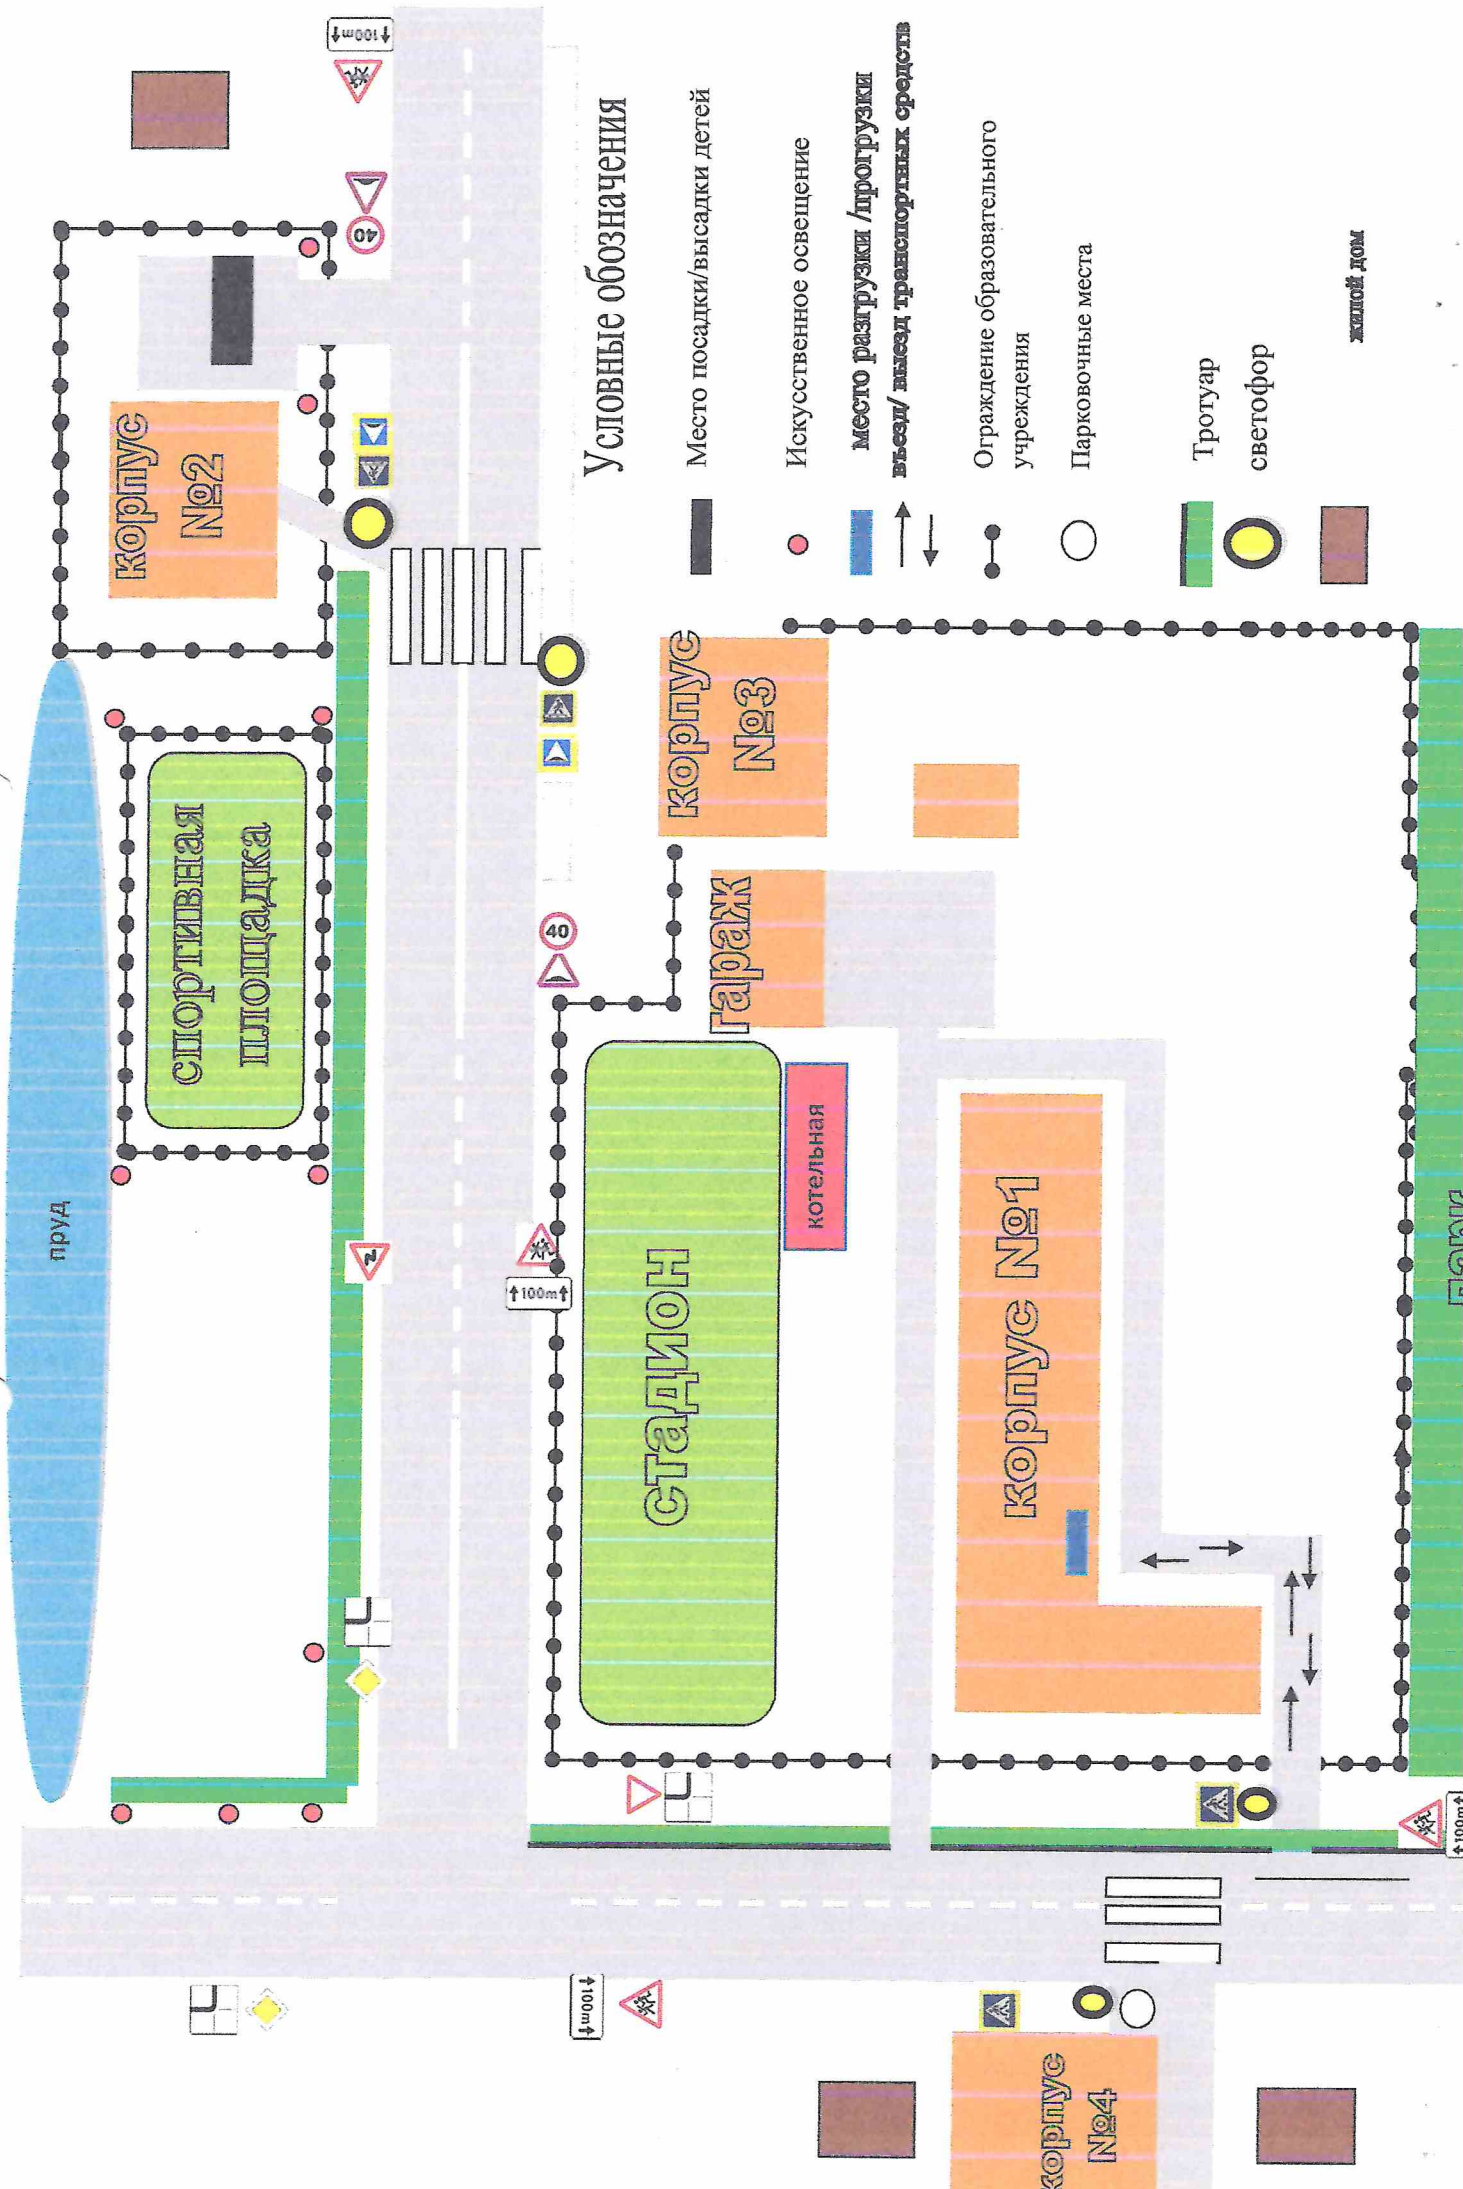 пруд
спортивная
площадка
корпус
№2
100m
40
100m
40
стадион
котельная
гараж
корпус
№3
корпус №1
парк
100m
100m
корпус
№4
Условные обозначения
Место посадки/высадки детей
Искусственное освещение
место разгрузки /прогрузки
въезд/ выезд транспортных средств
Ограждение образовательного
учреждения
Парковочные места
Тротуар
светофор
жилой дом